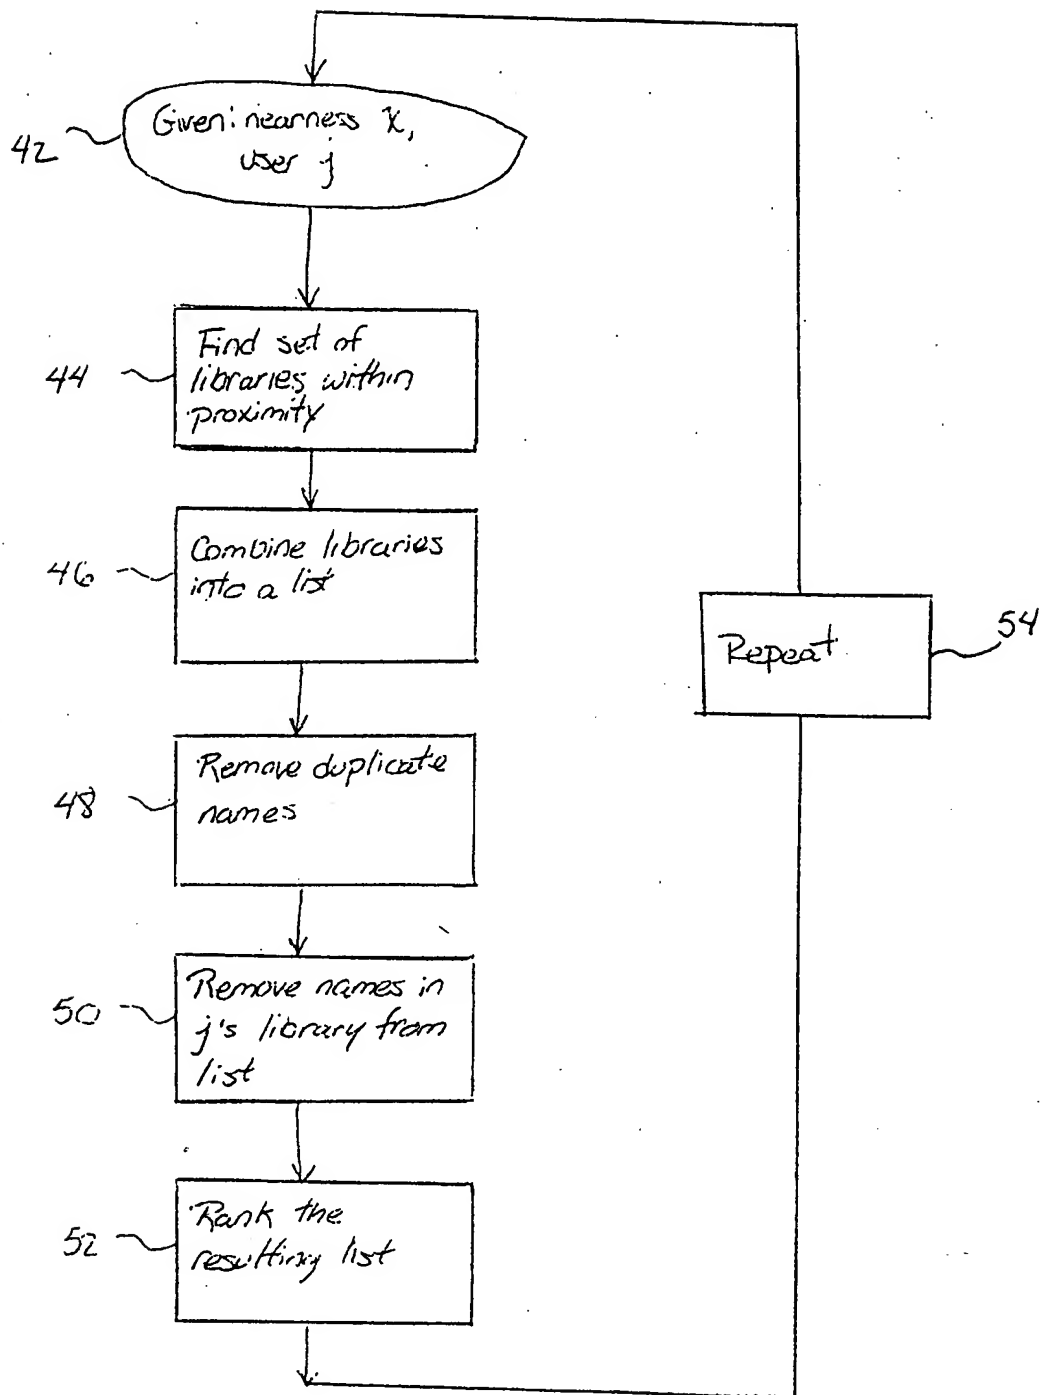 42
Given: nearness x,
user j
44
Find set of
libraries within
proximity
46
Combine libraries
into a list
Repeat
54
48
Remove duplicate
names
50
Remove names in
j's library from
list
52
Rank the
resulting list